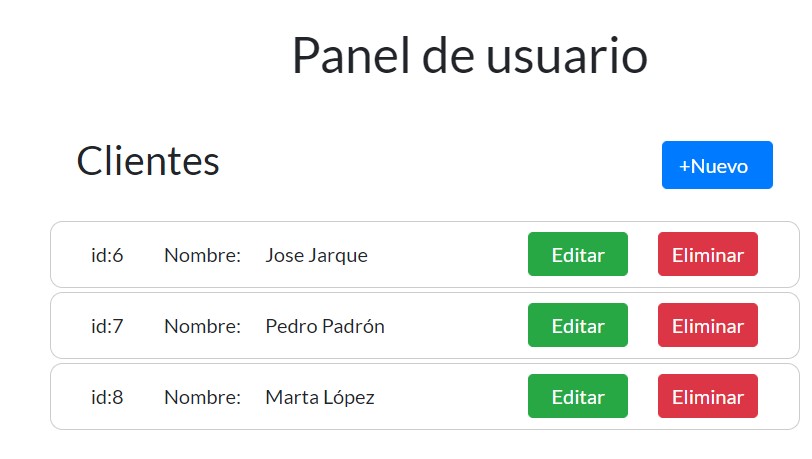 Panel de usuario
Clientes +Nuevo
id:6 Nombre: Jose Jarque Editar Eliminar
id:7 Nombre: Pedro Padrón Editar Eliminar
id:8 Nombre: Marta López Editar Eliminar